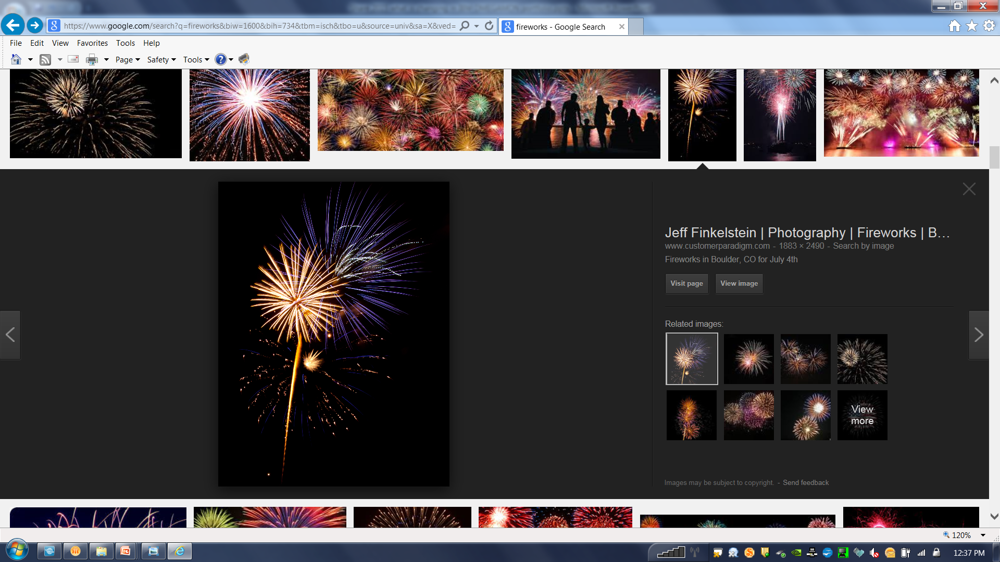 https://www.google.com/search?q=fireworks&biw=1600&bih=734&tbm=isch&tbo=u&source=univ&sa=X&ved=
fireworks - Google Search
File Edit View Favorites Tools Help
Page Safety Tools
Jeff Finkelstein | Photography | Fireworks | B...
www.customerparadigm.com - 1883 × 2490 - Search by image
Fireworks in Boulder, CO for July 4th
Visit page View image
Related images:
View
more
Images may be subject to copyright. - Send feedback
120%
12:37 PM